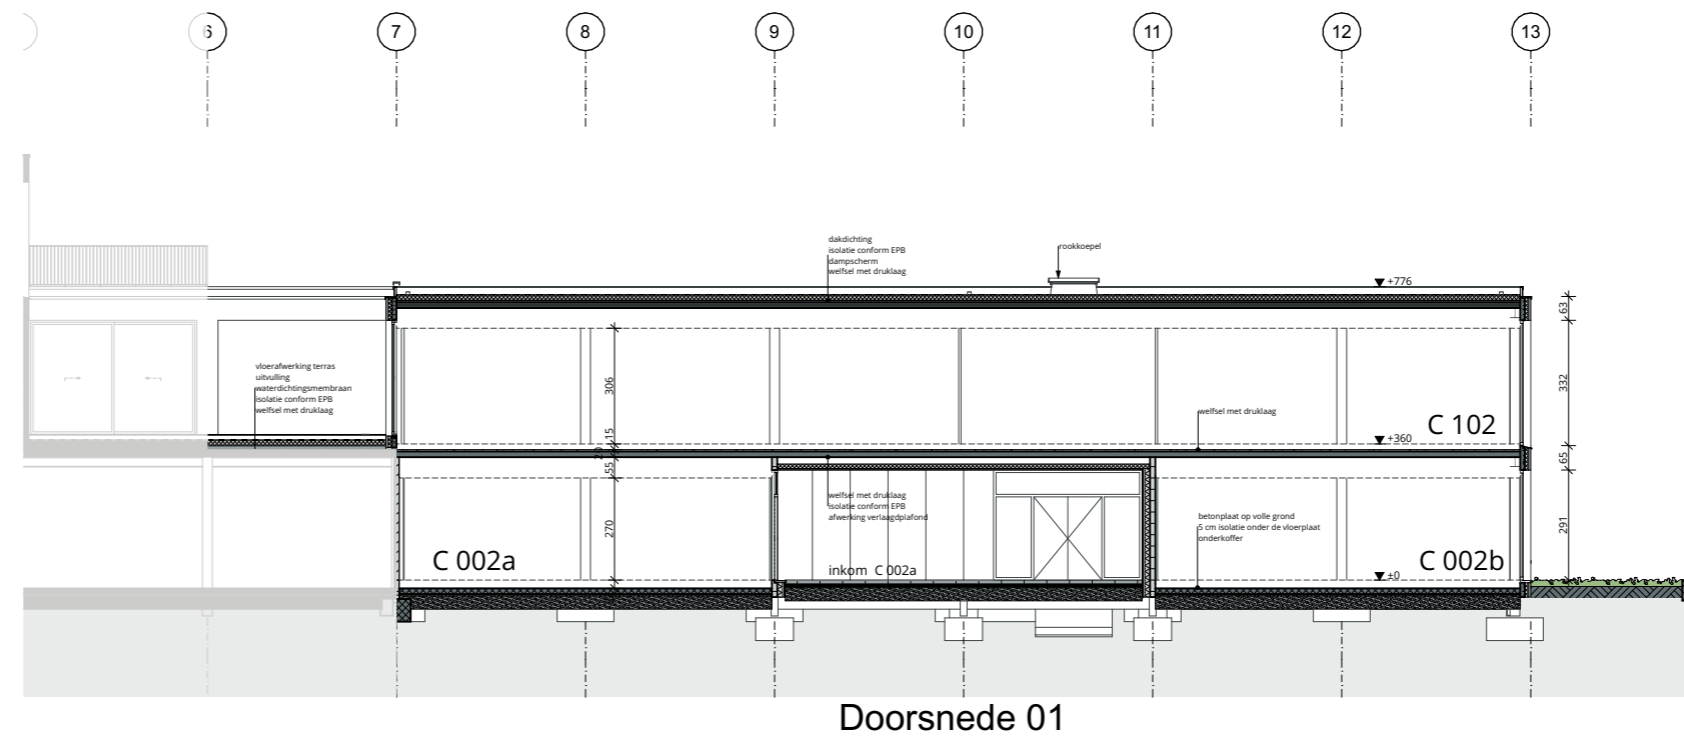 6
7
8
9
10
11
12
13
dakdichting
isolatie conform EPB
dampscherm
welfsel met druklaag
rookkoepel
+776
63
vloerafwerking terras
uitvulling
waterdichtingsmembraan
isolatie conform EPB
welfsel met druklaag
306
332
welfsel met druklaag
C 102
15
+360
20
55
65
welfsel met druklaag
isolatie conform EPB
afwerking verlaagdplafond
270
betonplaat op volle grond
5 cm isolatie onder de vloerplaat
onderkoffer
291
C 002a
inkom C 002a
C 002b
±0
Doorsnede 01